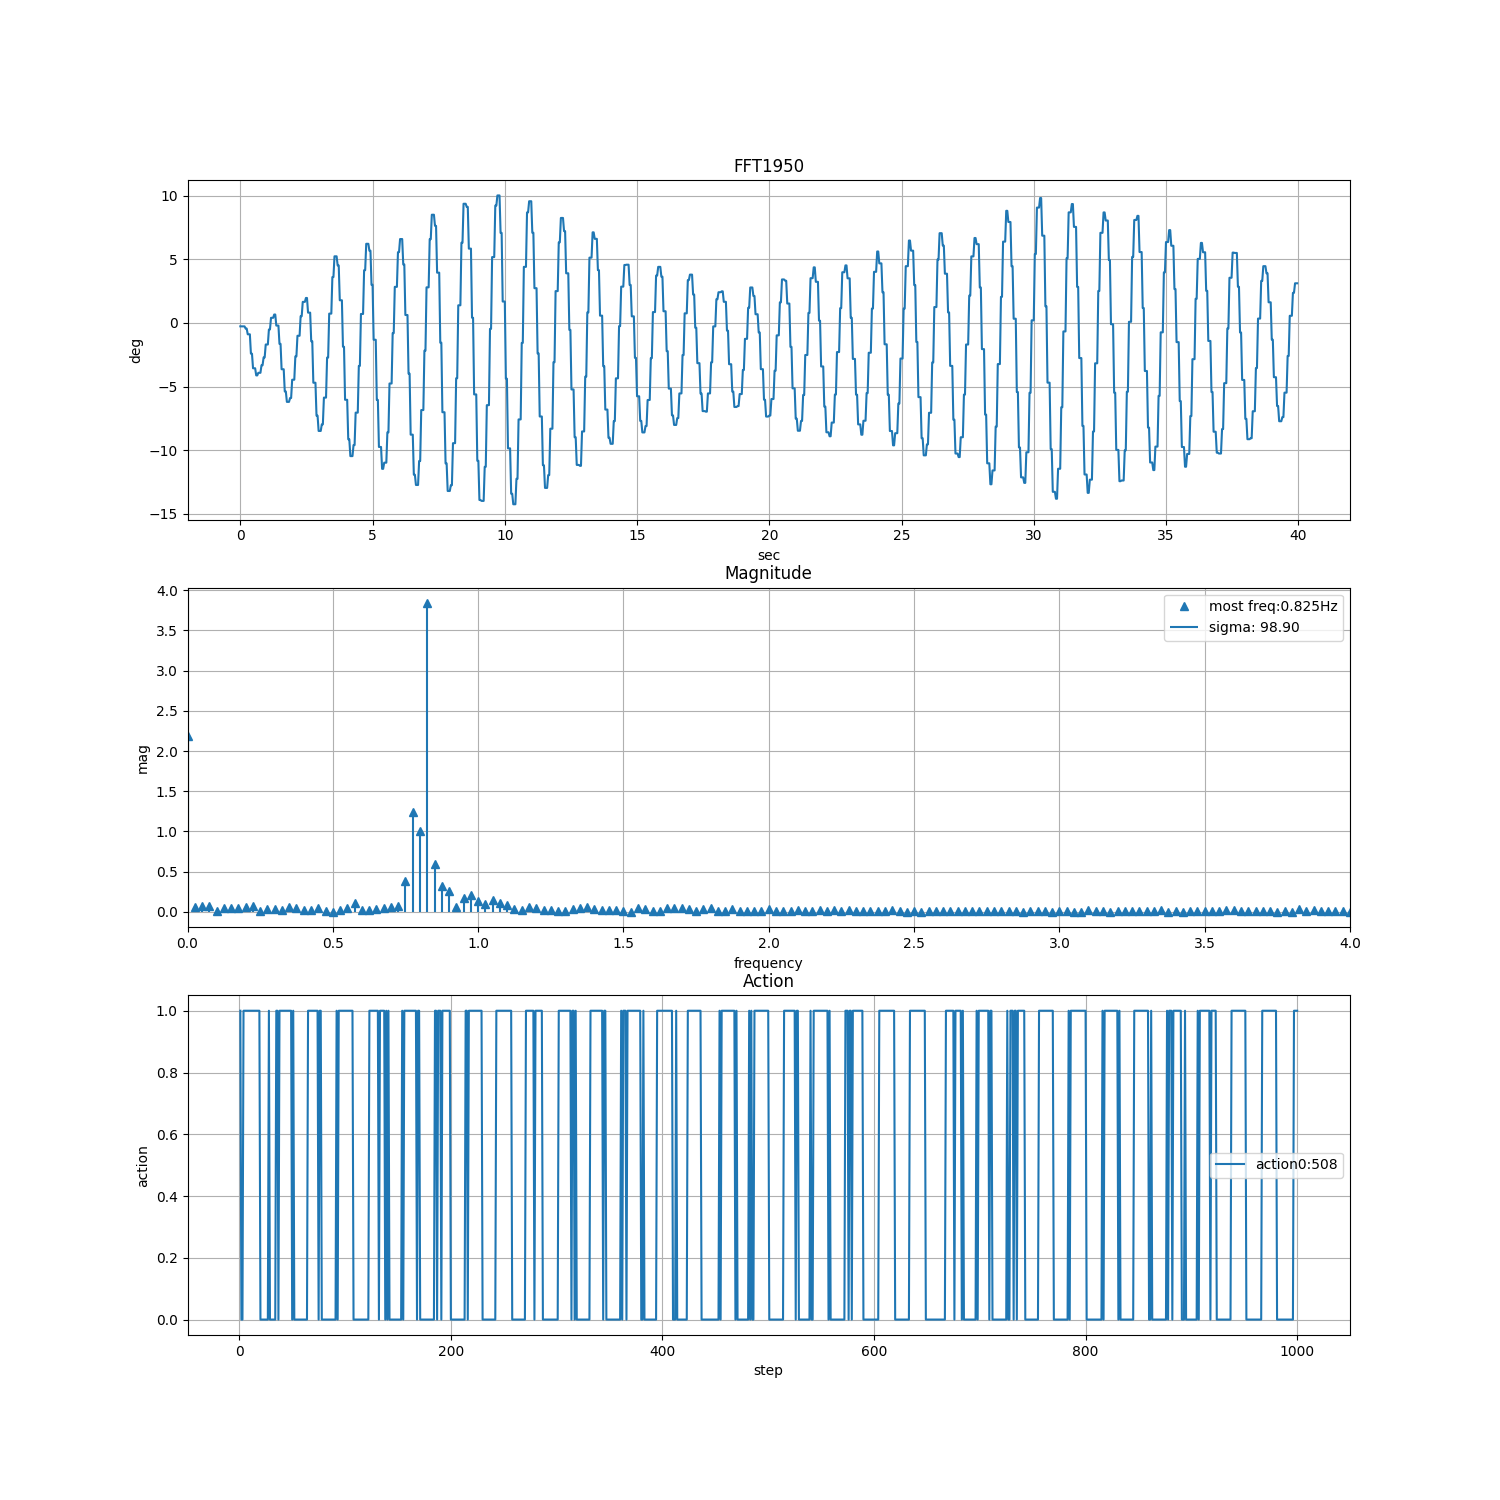 FFT1950
10
5
0
−5
−10
−15
deg
0 5 10 15 20 25 30 35 40
sec
Magnitude
4.0
3.5
3.0
2.5
2.0
1.5
1.0
0.5
0.0
mag
most freq:0.825Hz
sigma: 98.90
0.0 0.5 1.0 1.5 2.0 2.5 3.0 3.5 4.0
frequency
Action
1.0
0.8
0.6
0.4
0.2
0.0
action
action0:508
0 200 400 600 800 1000
step